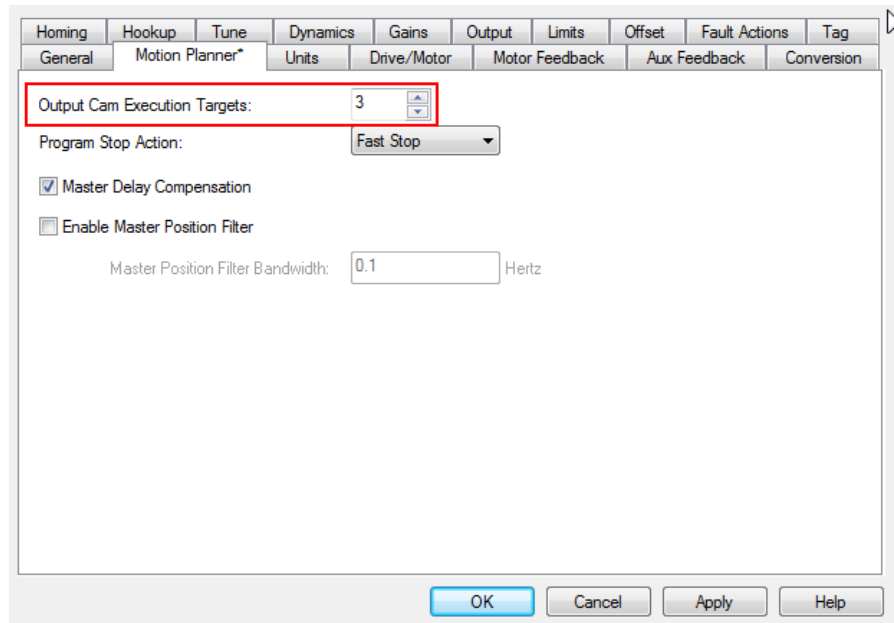 Homing Hookup Tune Dynamics Gains Output Limits Offset Fault Actions Tag
General Motion Planner* Units Drive/Motor Motor Feedback Aux Feedback Conversion
Output Cam Execution Targets: 3
Program Stop Action: Fast Stop
Master Delay Compensation
Enable Master Position Filter
Master Position Filter Bandwidth: 0.1 Hertz
OK Cancel Apply Help